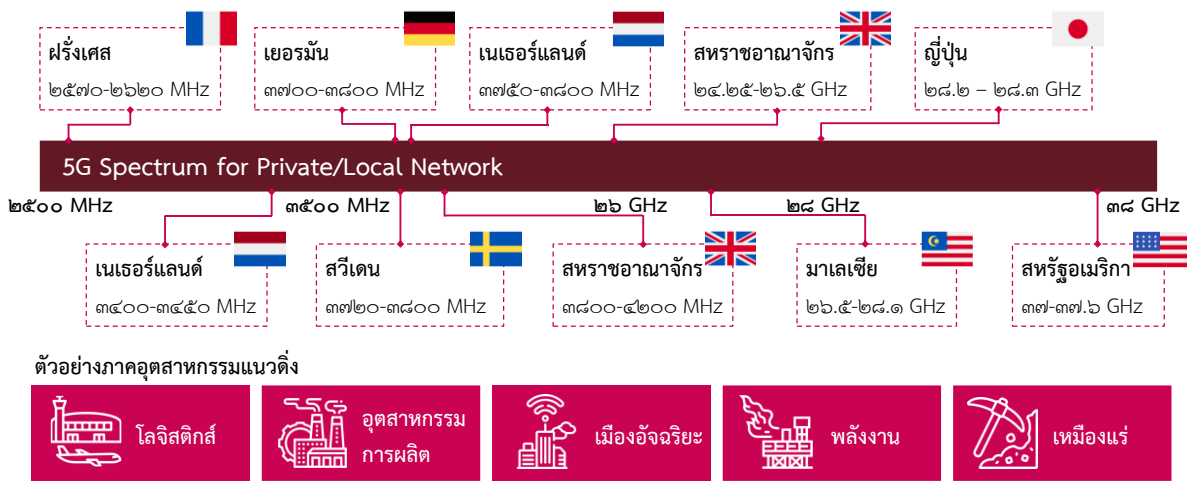 ฝรั่งเศส
๒๕๗๐-๒๖๒๐ MHz
เยอรมัน
๓๗๐๐-๓๘๐๐ MHz
เนเธอร์แลนด์
๓๗๕๐-๓๘๐๐ MHz
สหราชอาณาจักร
๒๔.๒๕-๒๖.๕ GHz
ญี่ปุ่น
๒๘.๒ – ๒๘.๓ GHz
5G Spectrum for Private/Local Network
๒๕๐๐ MHz
๓๕๐๐ MHz
๒๖ GHz
๒๘ GHz
๓๘ GHz
เนเธอร์แลนด์
๓๔๐๐-๓๔๕๐ MHz
สวีเดน
๓๗๒๐-๓๘๐๐ MHz
สหราชอาณาจักร
๓๘๐๐-๔๒๐๐ MHz
มาเลเซีย
๒๖.๕-๒๘.๑ GHz
สหรัฐอเมริกา
๓๗-๓๗.๖ GHz
ตัวอย่างภาคอุตสาหกรรมแนวดิ่ง
โลจิสติกส์
อุตสาหกรรม
การผลิต
เมืองอัจฉริยะ
พลังงาน
เหมืองแร่